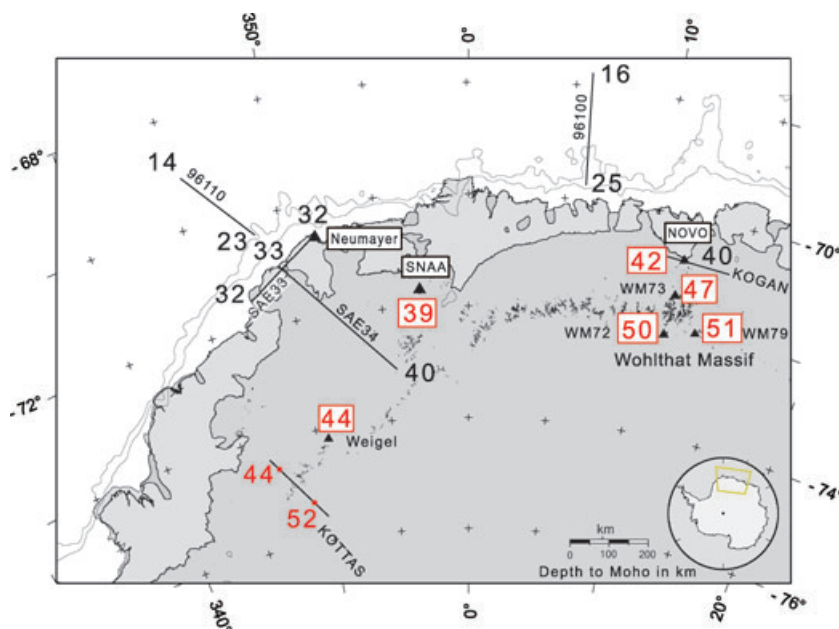 350°
0°
10°
16
96100
- 68°
14
96110
25
32
23
33
Neumayer
NOVO
- 70°
SNAA
42
40
KOGAN
32
SAE33
WM73
47
39
SAE34
WM72
50
51
WM79
Wohlthat Massif
40
- 72°
44
Weigel
44
- 74°
52
KOTTAS
km
0 100 200
Depth to Moho in km
340°
0°
20°
- 76°